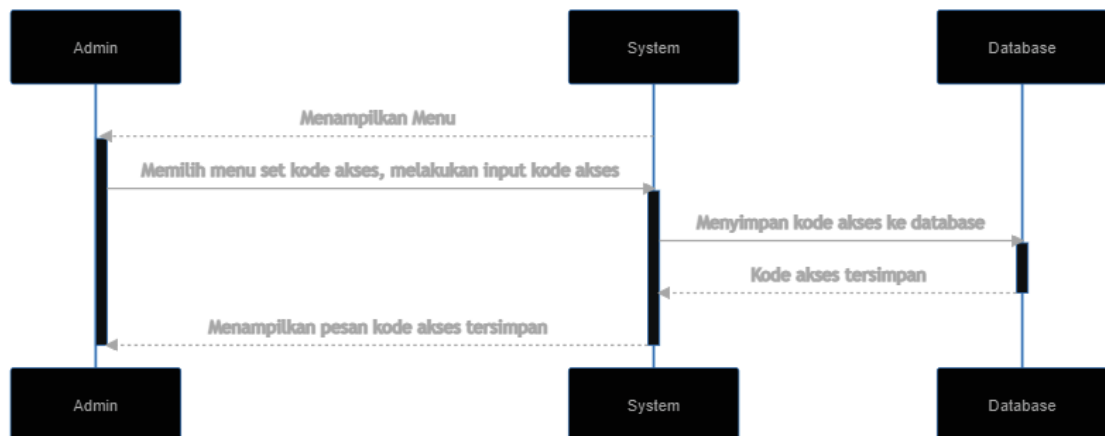 Admin
System
Database
Menampilkan Menu
Memilih menu set kode akses, melakukan input kode akses
Menyimpan kode akses ke database
Kode akses tersimpan
Menampilkan pesan kode akses tersimpan
Admin
System
Database